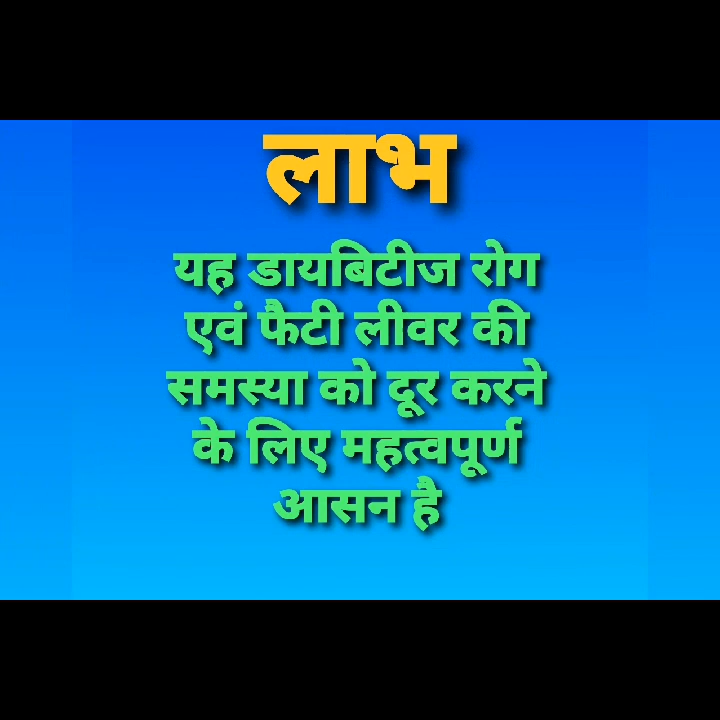 लाभ
यह डायबिटीज रोग
एवं फैटी लीवर की
समस्या को दूर करने
के लिए महत्वपूर्ण
आसन है